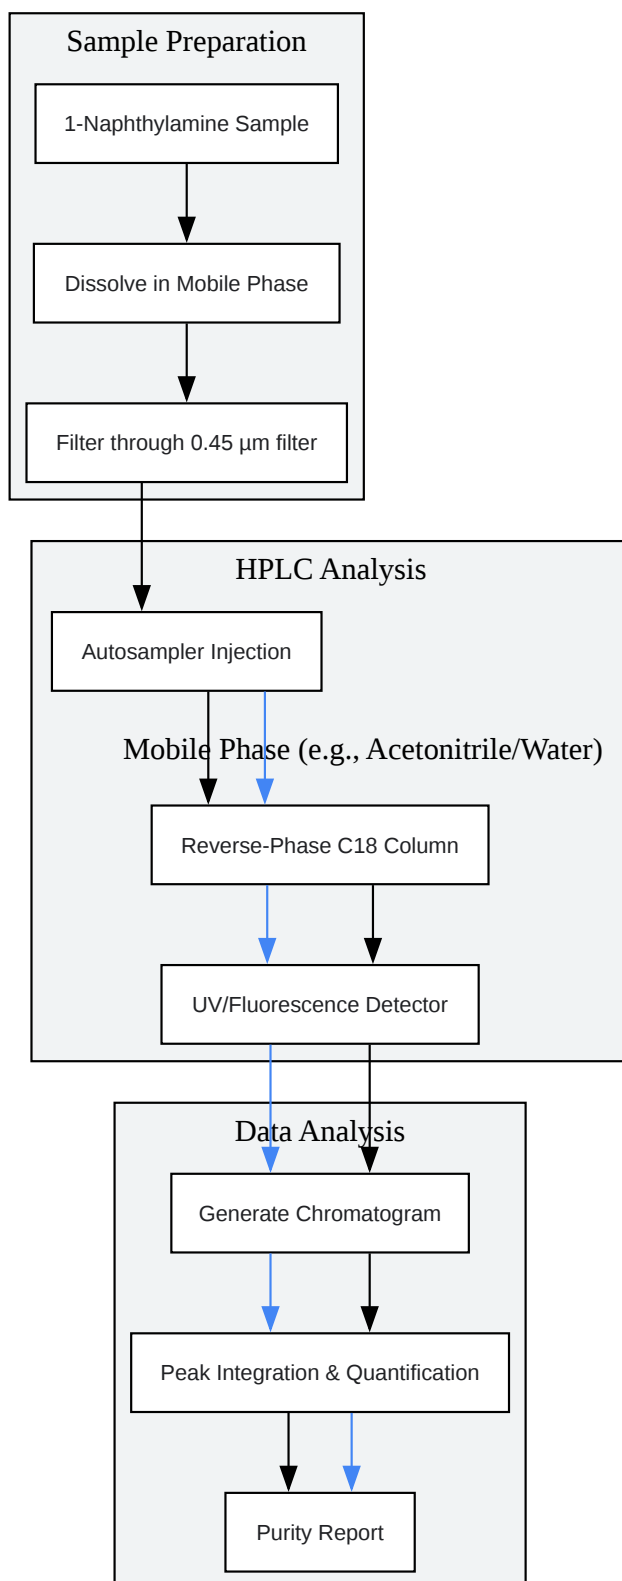 Sample Preparation
1-Naphthylamine Sample
Dissolve in Mobile Phase
Filter through 0.45 µm filter
HPLC Analysis
Autosampler Injection
Mobile Phase (e.g., Acetonitrile/Water)
Reverse-Phase C18 Column
UV/Fluorescence Detector
Data Analysis
Generate Chromatogram
Peak Integration & Quantification
Purity Report